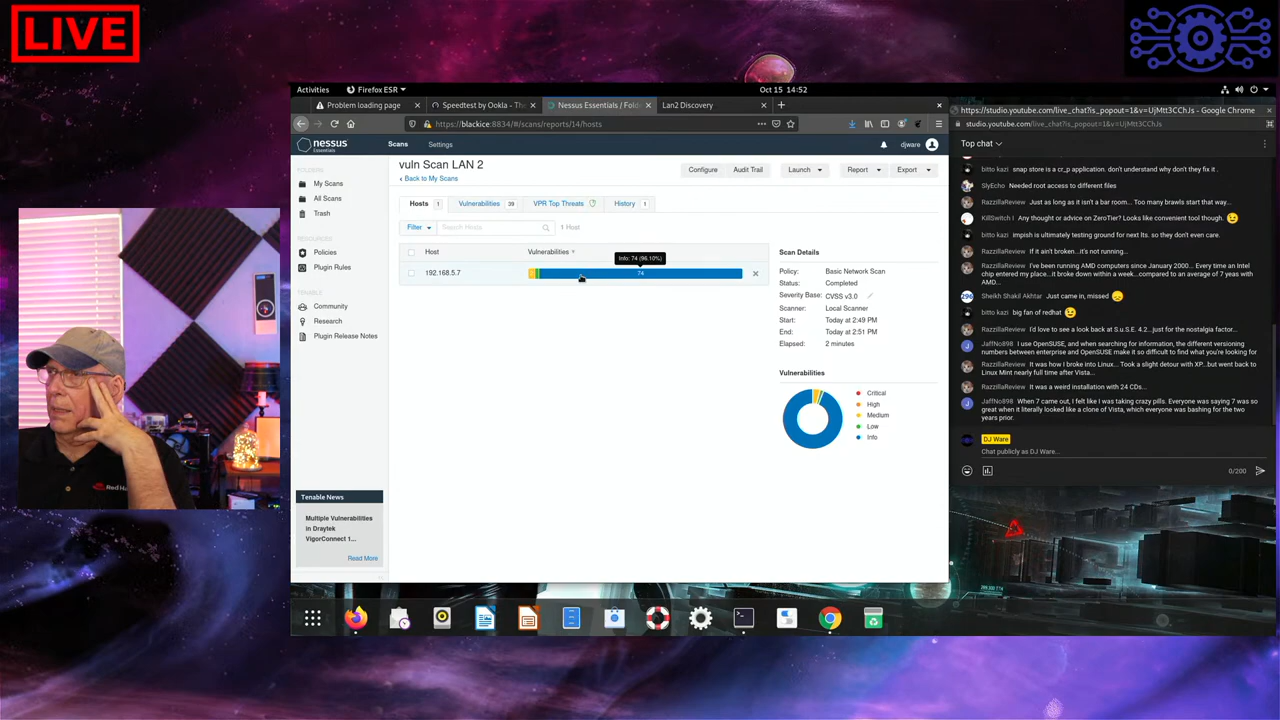 LIVE
Activities
Firefox ESR
Oct 15 14:52
Problem loading page
Speedtest by Ookla - The
Nessus Essentials / Fold
Lan2 Discovery
https://blackice:8834/#/scans/reports/14/hosts
nessus
Essentials
Scans
Settings
djware
FOLDERS
My Scans
All Scans
Trash
RESOURCES
Policies
Plugin Rules
TENABLE
Community
Research
Plugin Release Notes
Tenable News
Multiple Vulnerabilities
in Draytek
VigorConnect 1...
Read More
vuln Scan LAN 2
Back to My Scans
Configure
Audit Trail
Launch
Report
Export
Hosts 1
Vulnerabilities 39
VPR Top Threats
History 1
Filter
Search Hosts
1 Host
Host
Vulnerabilities
Info: 74 (96.10%)
192.168.5.7
74
Scan Details
Policy: Basic Network Scan
Status: Completed
Severity Base: CVSS v3.0
Scanner: Local Scanner
Start: Today at 2:49 PM
End: Today at 2:51 PM
Elapsed: 2 minutes
Vulnerabilities
Critical
High
Medium
Low
Info
https://studio.youtube.com/live_chat?is_popout=1&v=UjMtt3CChJs - Google Chrome
studio.youtube.com/live_chat?is_popout=1&v=UjMtt3CChJs
Top chat
bitto kazi snap store is a cr_p application. don't understand why don't they fix it .
SlyEcho Needed root access to different files
RazzillaReview Just as long as it isn't a bar room... Too many brawls start that way...
KillSwitch I Any thought or advice on ZeroTier? Looks like convenient tool though.
bitto kazi impish is ultimately testing ground for next lts. so they don't even care.
RazzillaReview If it ain't broken...it's not running...
RazzillaReview I've been running AMD computers since January 2000... Every time an Intel
chip entered my place...it broke down within a week...compared to an average of 7 yeas with
AMD...
Sheikh Shakil Akhtar Just came in, missed
bitto kazi big fan of redhat
RazzillaReview I'd love to see a look back at S.u.S.E. 4.2...just for the nostalgia factor...
JaffNo898 I use OpenSUSE, and when searching for information, the different versioning
numbers between enterprise and OpenSUSE make it so difficult to find what you're looking for
RazzillaReview It was how I broke into Linux... Took a slight detour with XP...but went back to
Linux Mint nearly full time after Vista...
RazzillaReview It was a weird installation with 24 CDs...
JaffNo898 When 7 came out, I felt like I was taking crazy pills. Everyone was saying 7 was so
great when it literally looked like a clone of Vista, which everyone was bashing for the two
years prior.
DJ Ware
Chat publicly as DJ Ware...
0/200